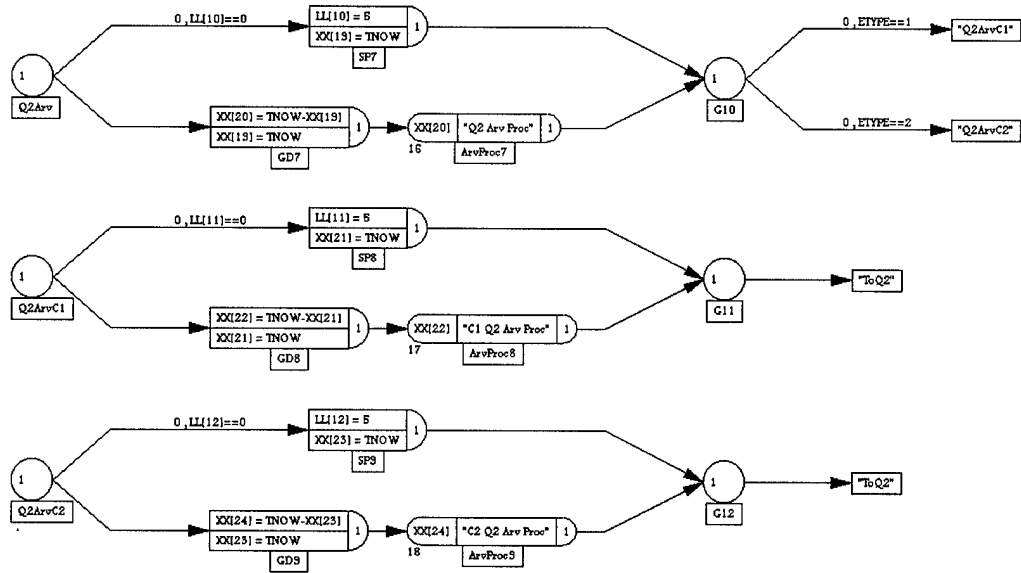 0,LL[10]==0
LL[10] = 5
XX[19] = TNOW
1
SP7
1
Q2Arv
XX[20] = TNOW-XX[19]
XX[19] = TNOW
1
GD7
XX[20]
"Q2 Arv Proc"
1
16
ArvProc7
1
G10
0,ETYPE==1
"Q2ArvC1"
0,ETYPE==2
"Q2ArvC2"
0,LL[11]==0
LL[11] = 5
XX[21] = TNOW
1
SP8
1
Q2ArvC1
XX[22] = TNOW-XX[21]
XX[21] = TNOW
1
GD8
XX[22]
"C1 Q2 Arv Proc"
1
17
ArvProc8
1
G11
"ToQ2"
0,LL[12]==0
LL[12] = 5
XX[23] = TNOW
1
SP9
1
Q2ArvC2
XX[24] = TNOW-XX[23]
XX[23] = TNOW
1
GD9
XX[24]
"C2 Q2 Arv Proc"
1
18
ArvProc9
1
G12
"ToQ2"